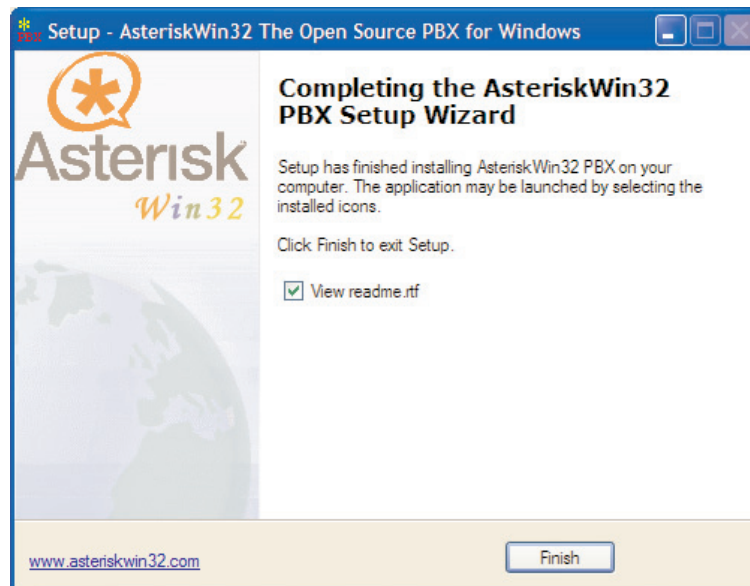 PBX Setup - AsteriskWin32 The Open Source PBX for Windows
Asterisk
Win32
Completing the AsteriskWin32
PBX Setup Wizard
Setup has finished installing AsteriskWin32 PBX on your
computer. The application may be launched by selecting the
installed icons.
Click Finish to exit Setup.
View readme.rtf
www.asteriskwin32.com
Finish